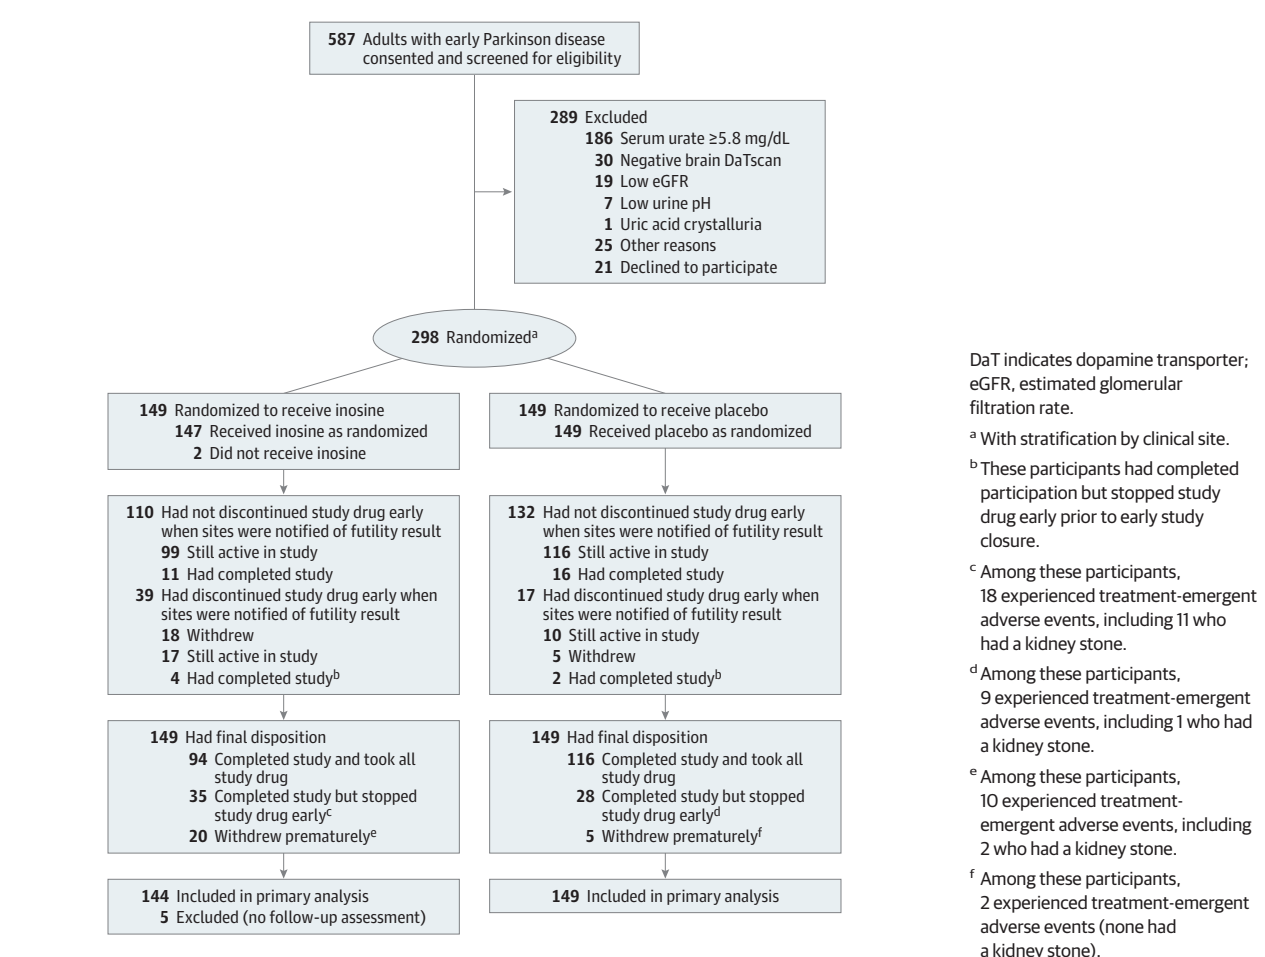 587 Adults with early Parkinson disease
consented and screened for eligibility
289 Excluded
186 Serum urate ≥5.8 mg/dL
30 Negative brain DaTscan
19 Low eGFR
7 Low urine pH
1 Uric acid crystalluria
25 Other reasons
21 Declined to participate
298 Randomizedᵃ
149 Randomized to receive inosine
147 Received inosine as randomized
2 Did not receive inosine
149 Randomized to receive placebo
149 Received placebo as randomized
110 Had not discontinued study drug early
when sites were notified of futility result
99 Still active in study
11 Had completed study
39 Had discontinued study drug early when
sites were notified of futility result
18 Withdrew
17 Still active in study
4 Had completed studyᵇ
132 Had not discontinued study drug early
when sites were notified of futility result
116 Still active in study
16 Had completed study
17 Had discontinued study drug early when
sites were notified of futility result
10 Still active in study
5 Withdrew
2 Had completed studyᵇ
149 Had final disposition
94 Completed study and took all
study drug
35 Completed study but stopped
study drug earlyᶜ
20 Withdrew prematurelyᵉ
149 Had final disposition
116 Completed study and took all
study drug
28 Completed study but stopped
study drug earlyᵈ
5 Withdrew prematurelyᶠ
144 Included in primary analysis
5 Excluded (no follow-up assessment)
149 Included in primary analysis
DaT indicates dopamine transporter;
eGFR, estimated glomerular
filtration rate.
ᵃ With stratification by clinical site.
ᵇ These participants had completed
participation but stopped study
drug early prior to early study
closure.
ᶜ Among these participants,
18 experienced treatment-emergent
adverse events, including 11 who
had a kidney stone.
ᵈ Among these participants,
9 experienced treatment-emergent
adverse events, including 1 who had
a kidney stone.
ᵉ Among these participants,
10 experienced treatment-
emergent adverse events, including
2 who had a kidney stone.
ᶠ Among these participants,
2 experienced treatment-emergent
adverse events (none had
a kidney stone).